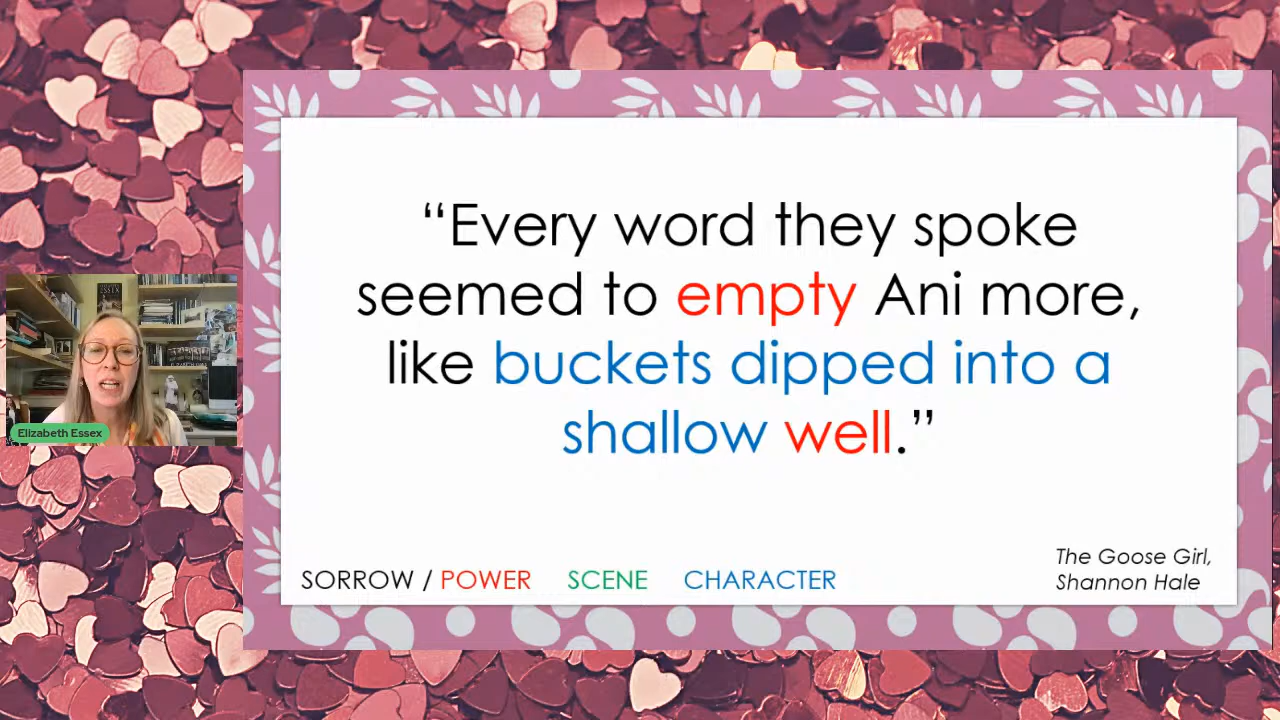 “Every word they spoke
seemed to empty Ani more,
like buckets dipped into a
shallow well.”
The Goose Girl,
Shannon Hale
SORROW / POWER SCENE CHARACTER
Elizabeth Essex
ESSEX